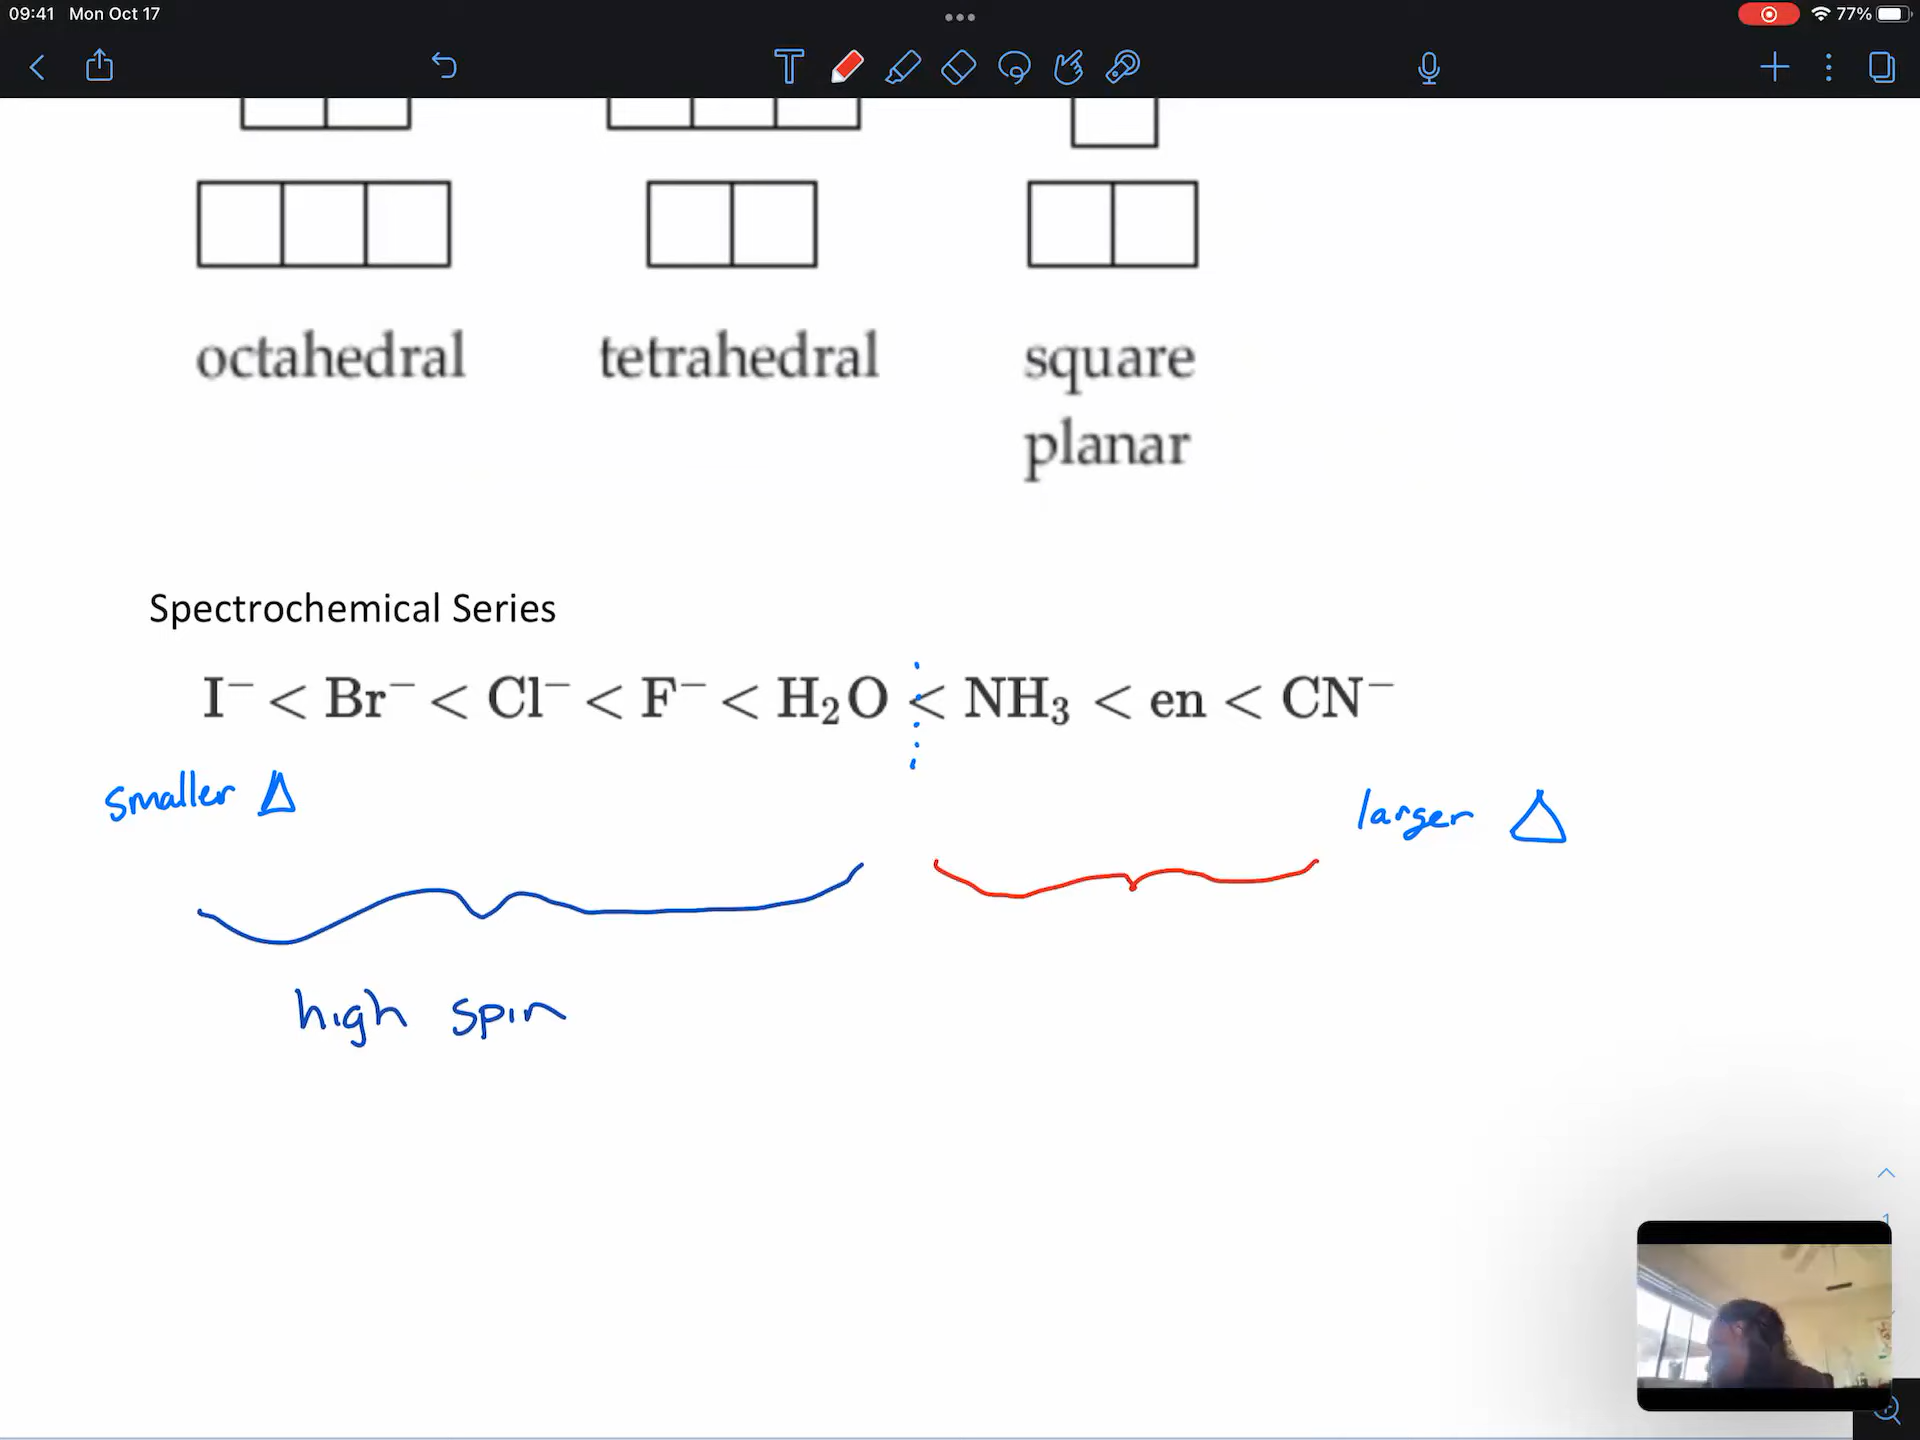 09:41 Mon Oct 17
77%
octahedral tetrahedral square
planar
Spectrochemical Series
I⁻ < Br⁻ < Cl⁻ < F⁻ < H₂O < NH₃ < en < CN⁻
smaller Δ
larger Δ
high spin
1